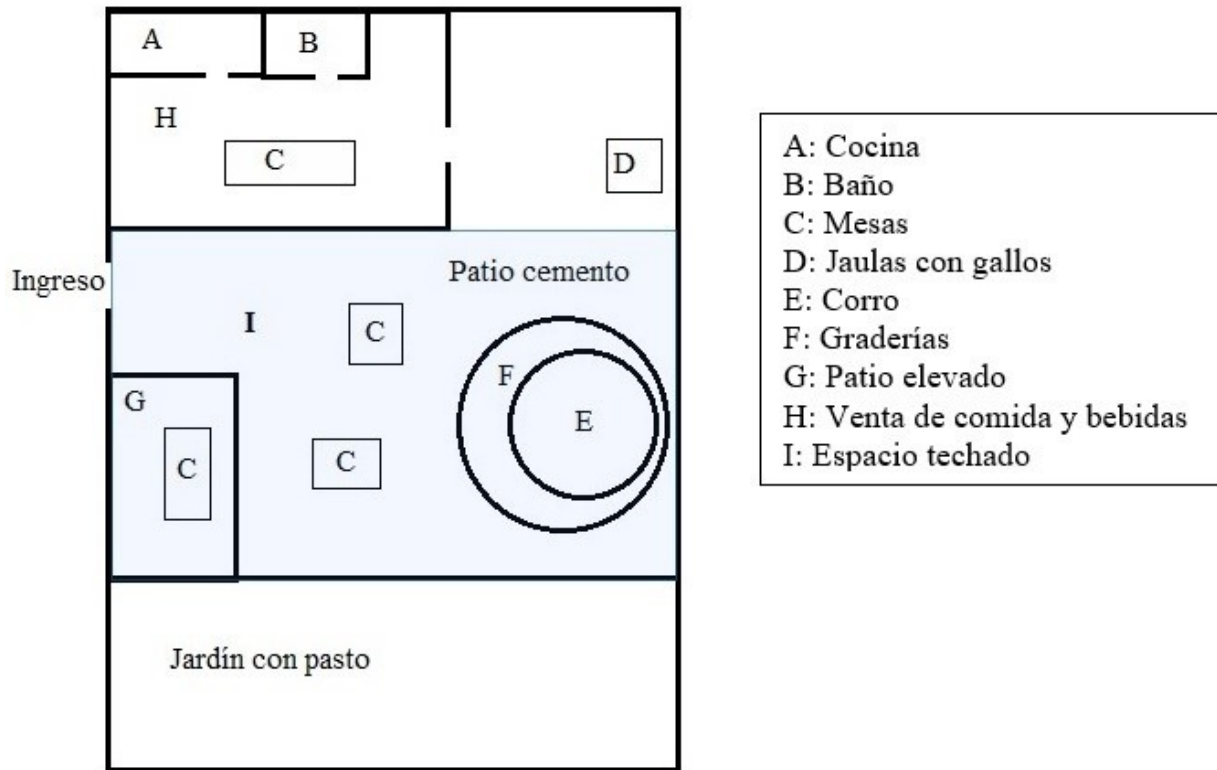 A
B
H
C
D
Ingreso
Patio cemento
I
C
F
G
E
C
C
Jardín con pasto
A: Cocina
B: Baño
C: Mesas
D: Jaulas con gallos
E: Corro
F: Graderías
G: Patio elevado
H: Venta de comida y bebidas
I: Espacio techado